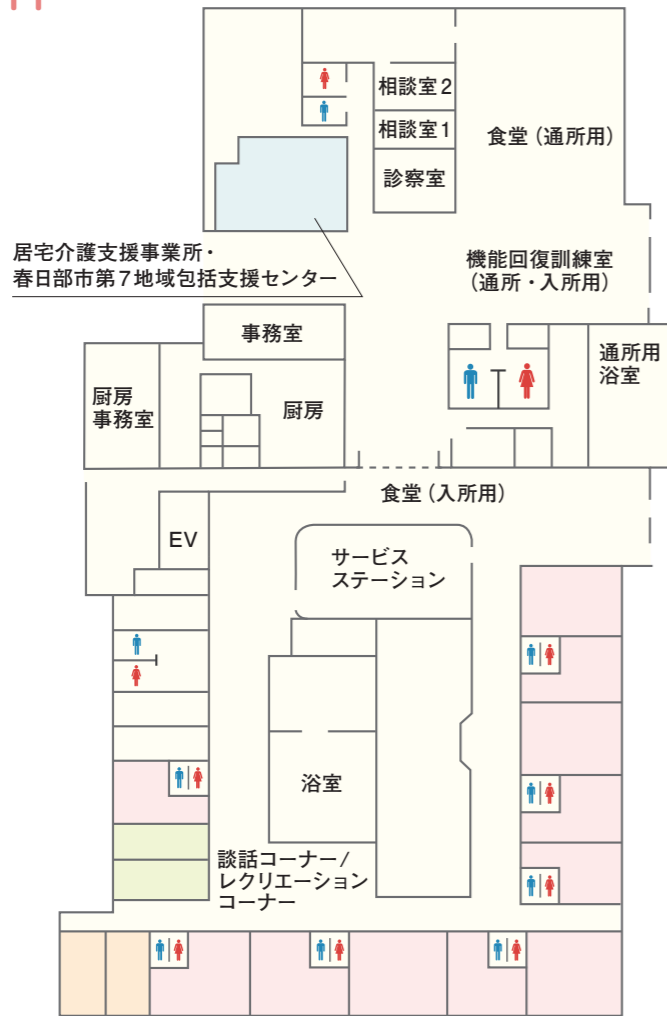 相談室2
相談室1
食堂（通所用）
診察室
居宅介護支援事業所・
春日部市第7地域包括支援センター
機能回復訓練室
（通所・入所用）
事務室
通所用
浴室
厨房
事務室
厨房
食堂（入所用）
EV
サービス
ステーション
浴室
談話コーナー/
レクリエーション
コーナー